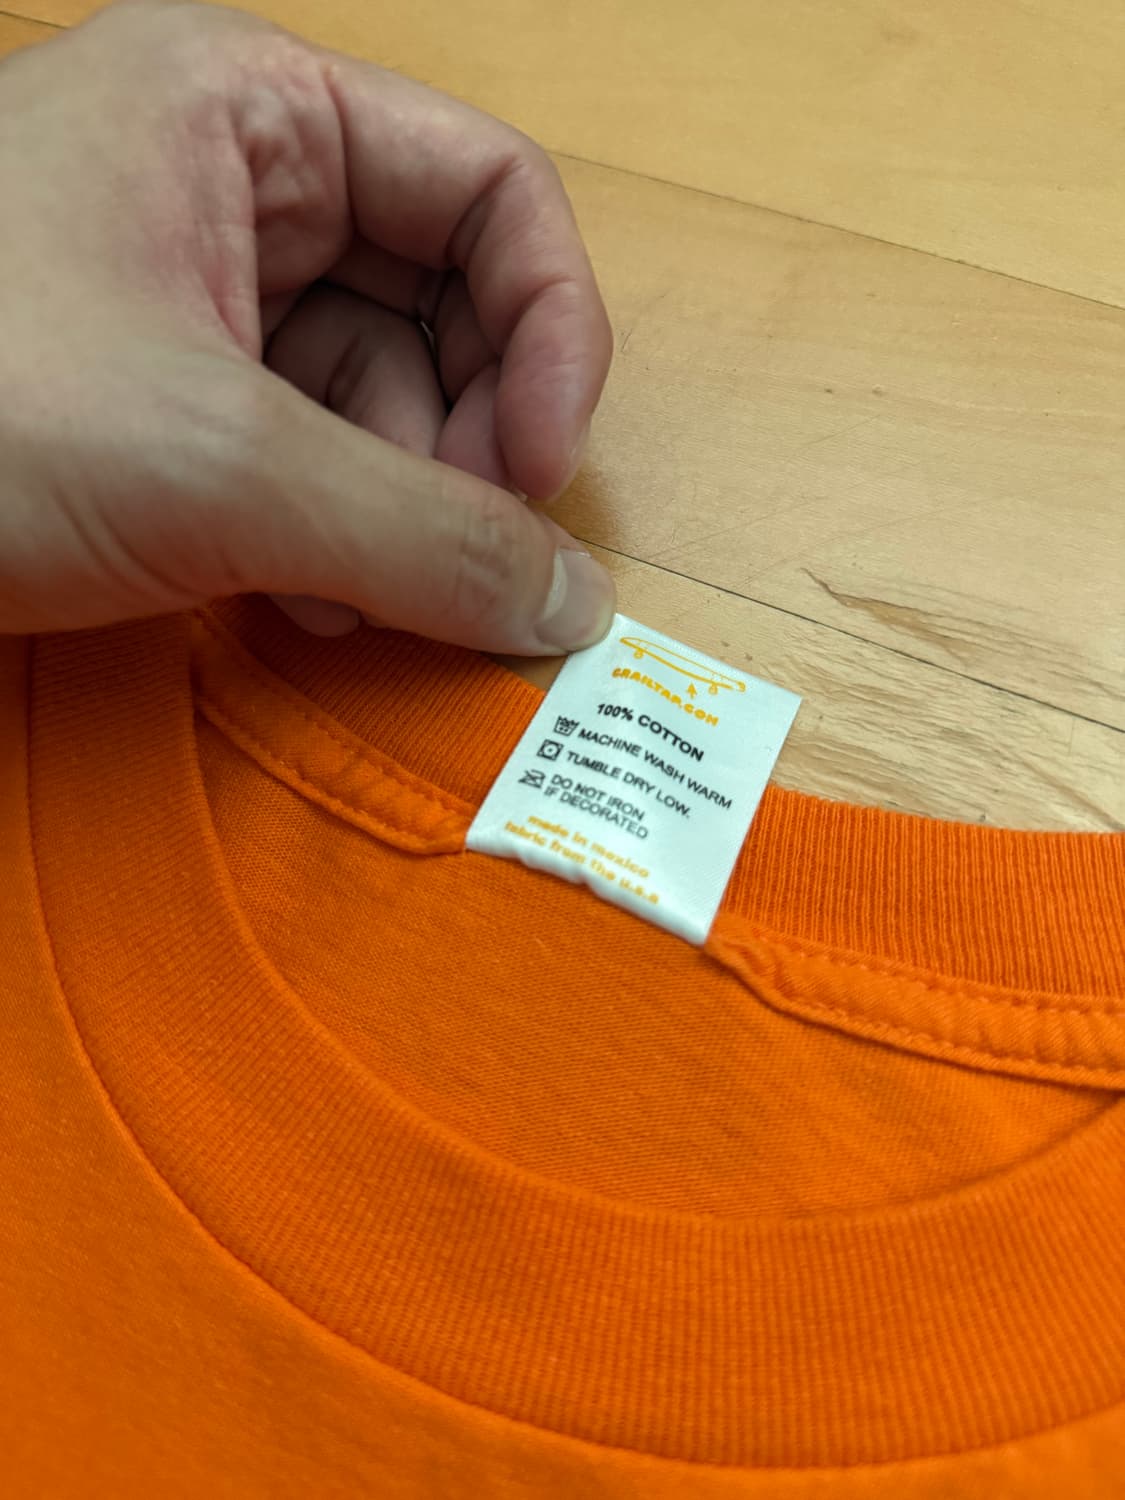 CRAILTAP.COM
100% COTTON
MACHINE WASH WARM
TUMBLE DRY LOW.
DO NOT IRON
IF DECORATED
made in mexico
fabric from the U.S.A